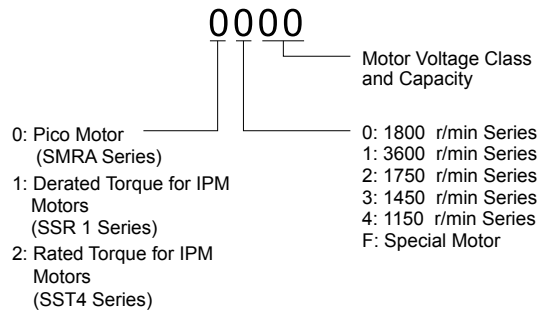 0000
Motor Voltage Class
and Capacity
0: Pico Motor
(SMRA Series)
1: Derated Torque for IPM
Motors
(SSR 1 Series)
2: Rated Torque for IPM
Motors
(SST4 Series)
0: 1800 r/min Series
1: 3600 r/min Series
2: 1750 r/min Series
3: 1450 r/min Series
4: 1150 r/min Series
F: Special Motor